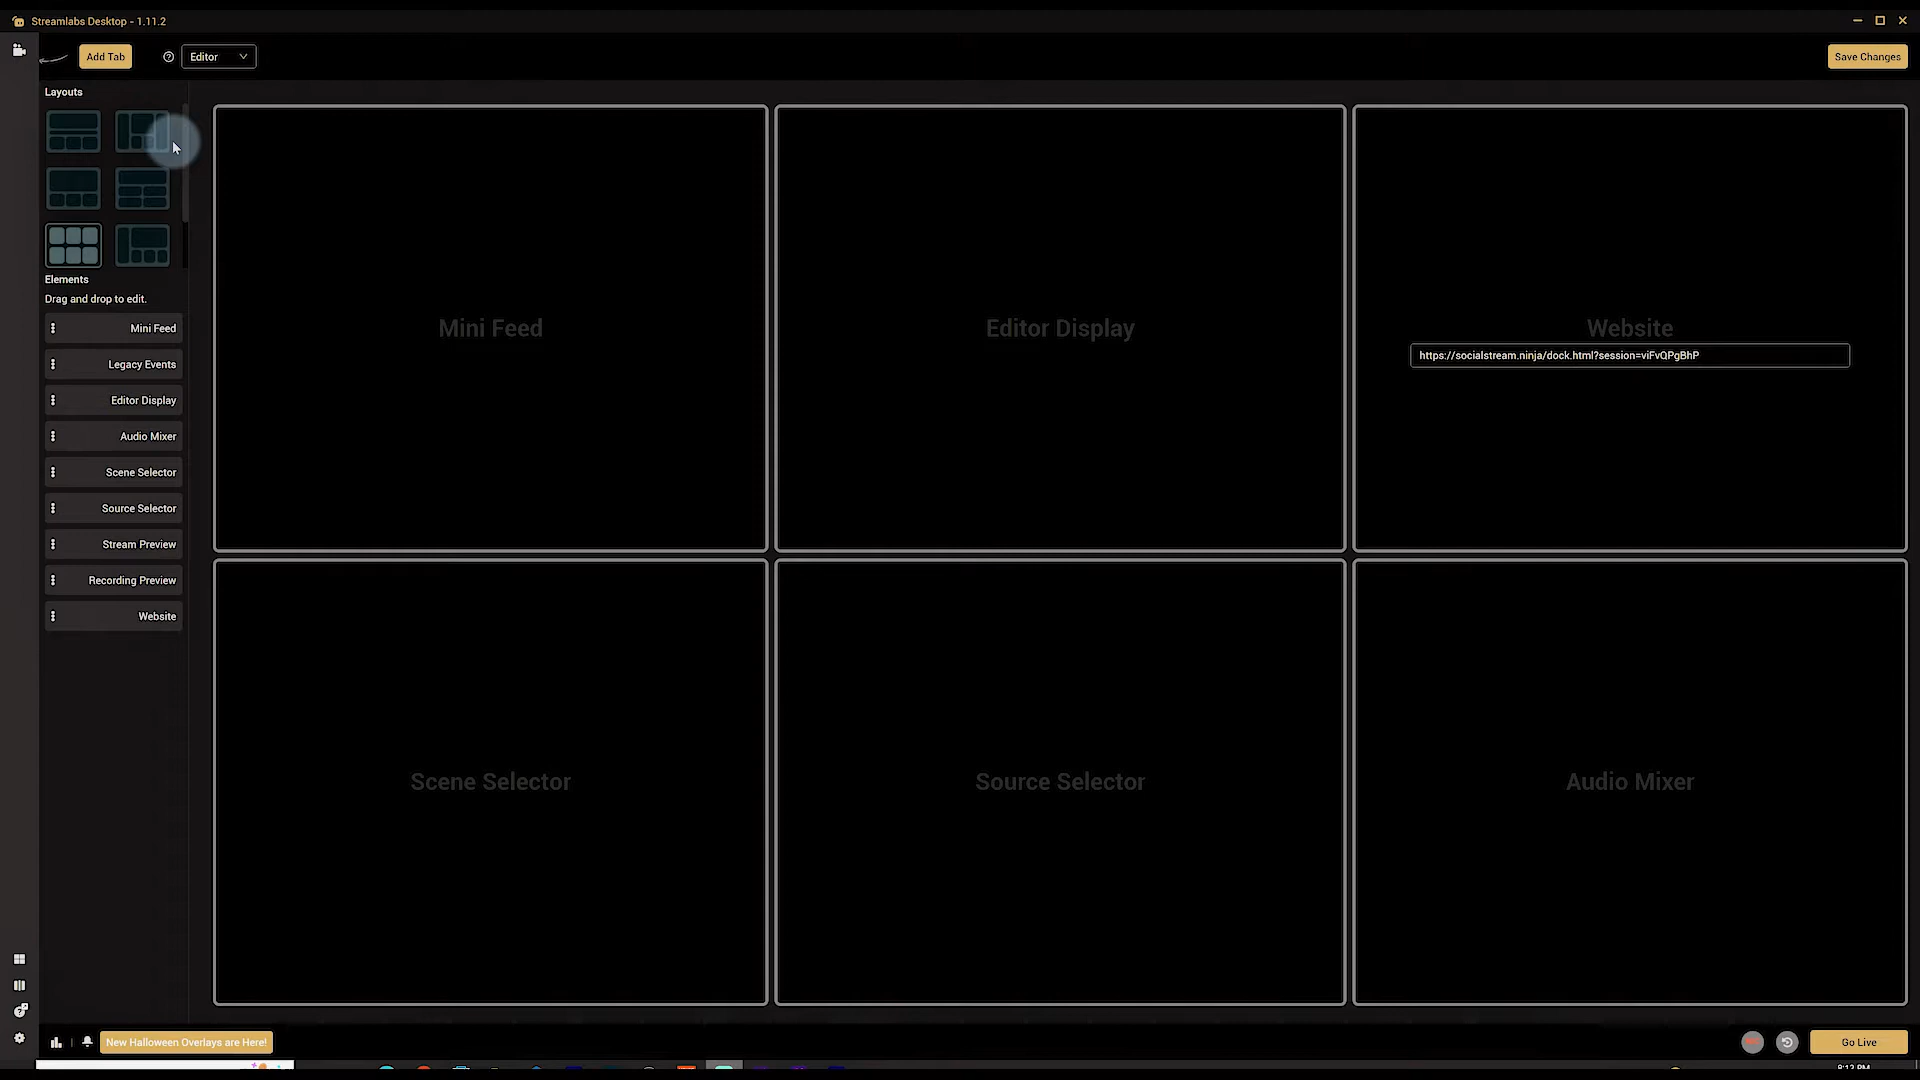 Streamlabs Desktop - 1.11.2
Add Tab
Editor
Save Changes
Layouts
Elements
Drag and drop to edit.
Mini Feed
Legacy Events
Editor Display
Audio Mixer
Scene Selector
Source Selector
Stream Preview
Recording Preview
Website
Mini Feed
Editor Display
Website
https://socialstream.ninja/dock.html?session=viFvQPgBhP
Scene Selector
Source Selector
Audio Mixer
New Halloween Overlays are Here!
Go Live